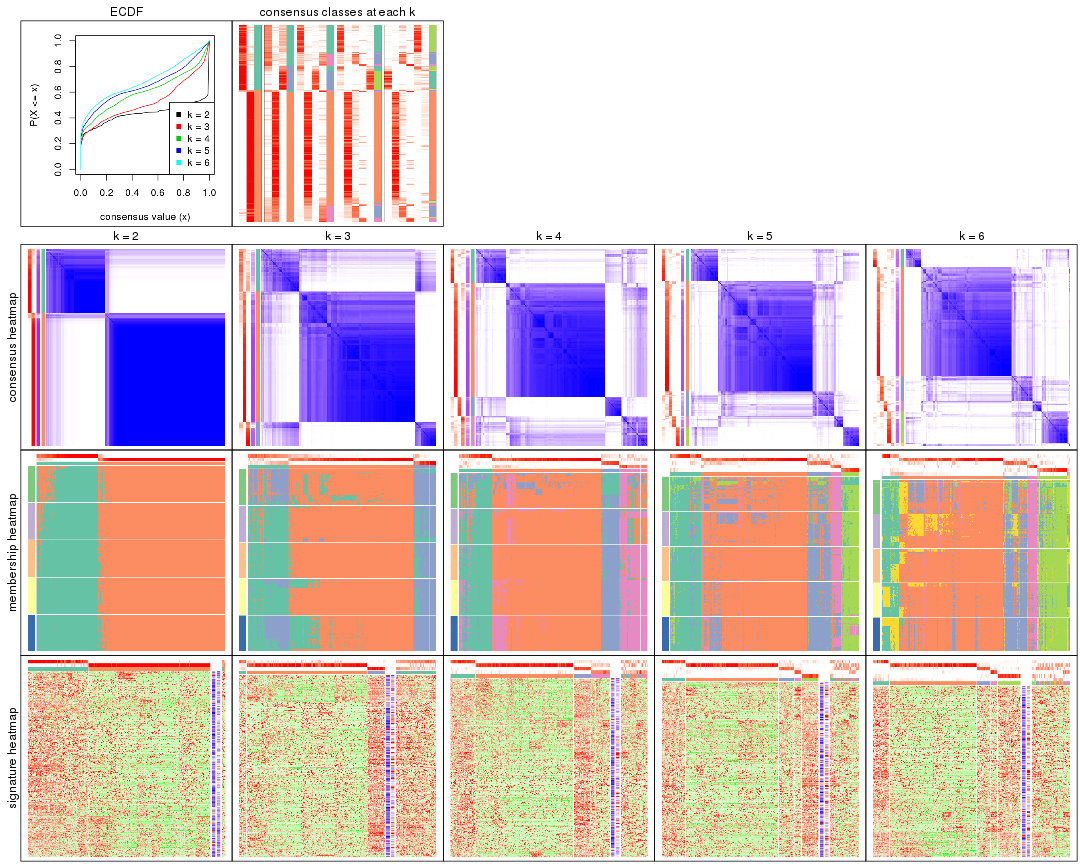 ECDF
consensus classes at each k
P(X <= x)
0.0 0.2 0.4 0.6 0.8 1.0
k = 2
k = 3
k = 4
k = 5
k = 6
0.0 0.2 0.4 0.6 0.8 1.0
consensus value (x)
k = 2
k = 3
k = 4
k = 5
k = 6
consensus heatmap
membership heatmap
signature heatmap